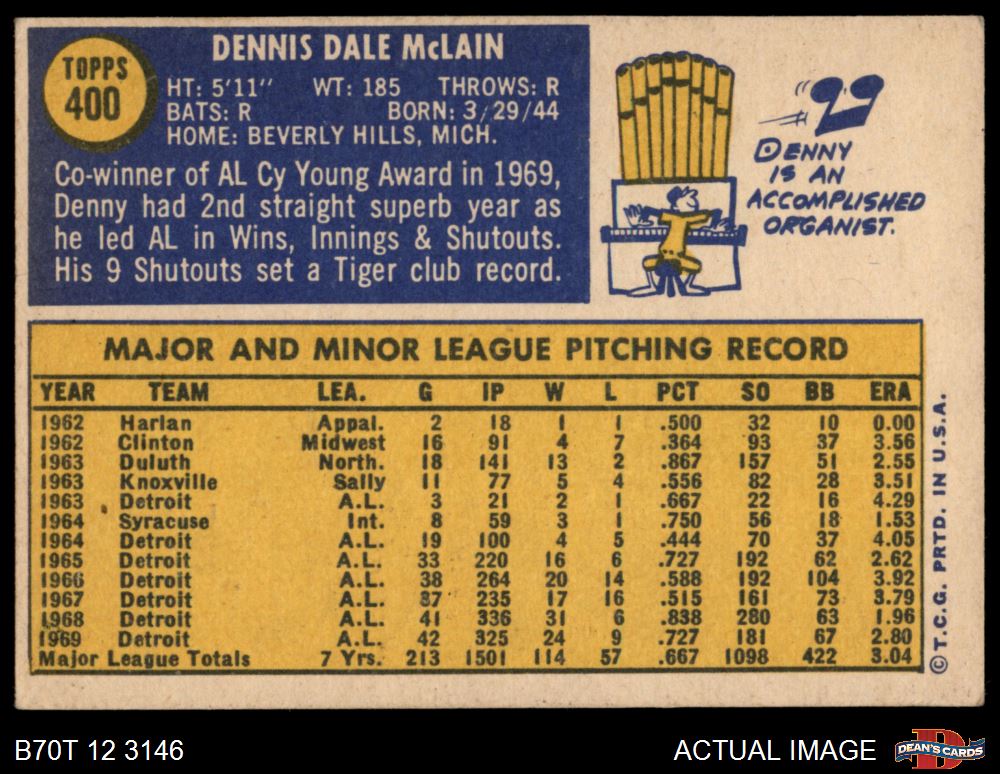 TOPPS
400
DENNIS DALE McLAIN
HT: 5'11" WT: 185 THROWS: R
BATS: R BORN: 3/29/44
HOME: BEVERLY HILLS, MICH.
Co-winner of AL Cy Young Award in 1969,
Denny had 2nd straight superb year as
he led AL in Wins, Innings & Shutouts.
His 9 Shutouts set a Tiger club record.
DENNY
IS AN
ACCOMPLISHED
ORGANIST.
MAJOR AND MINOR LEAGUE PITCHING RECORD
YEAR TEAM LEA. G IP W L PCT SO BB ERA
1962 Harlan Appal. 2 18 1 1 .500 32 10 0.00
1962 Clinton Midwest 16 91 4 7 .364 93 37 3.56
1963 Duluth North. 18 141 13 2 .867 157 51 2.55
1963 Knoxville Sally 11 77 5 4 .556 82 28 3.51
1963 Detroit A.L. 3 21 2 1 .667 22 16 4.29
1964 Syracuse Int. 8 59 3 1 .750 56 18 1.53
1964 Detroit A.L. 19 100 4 5 .444 70 37 4.05
1965 Detroit A.L. 33 220 16 6 .727 192 62 2.62
1966 Detroit A.L. 38 264 20 14 .588 192 104 3.92
1967 Detroit A.L. 37 235 17 16 .515 161 73 3.79
1968 Detroit A.L. 41 336 31 6 .838 280 63 1.96
1969 Detroit A.L. 42 325 24 9 .727 181 67 2.80
Major League Totals 7 Yrs. 213 1501 114 57 .667 1098 422 3.04
© T.C.G. PRTD. IN U.S.A.
B70T 12 3146
ACTUAL IMAGE
DEAN'S CARDS